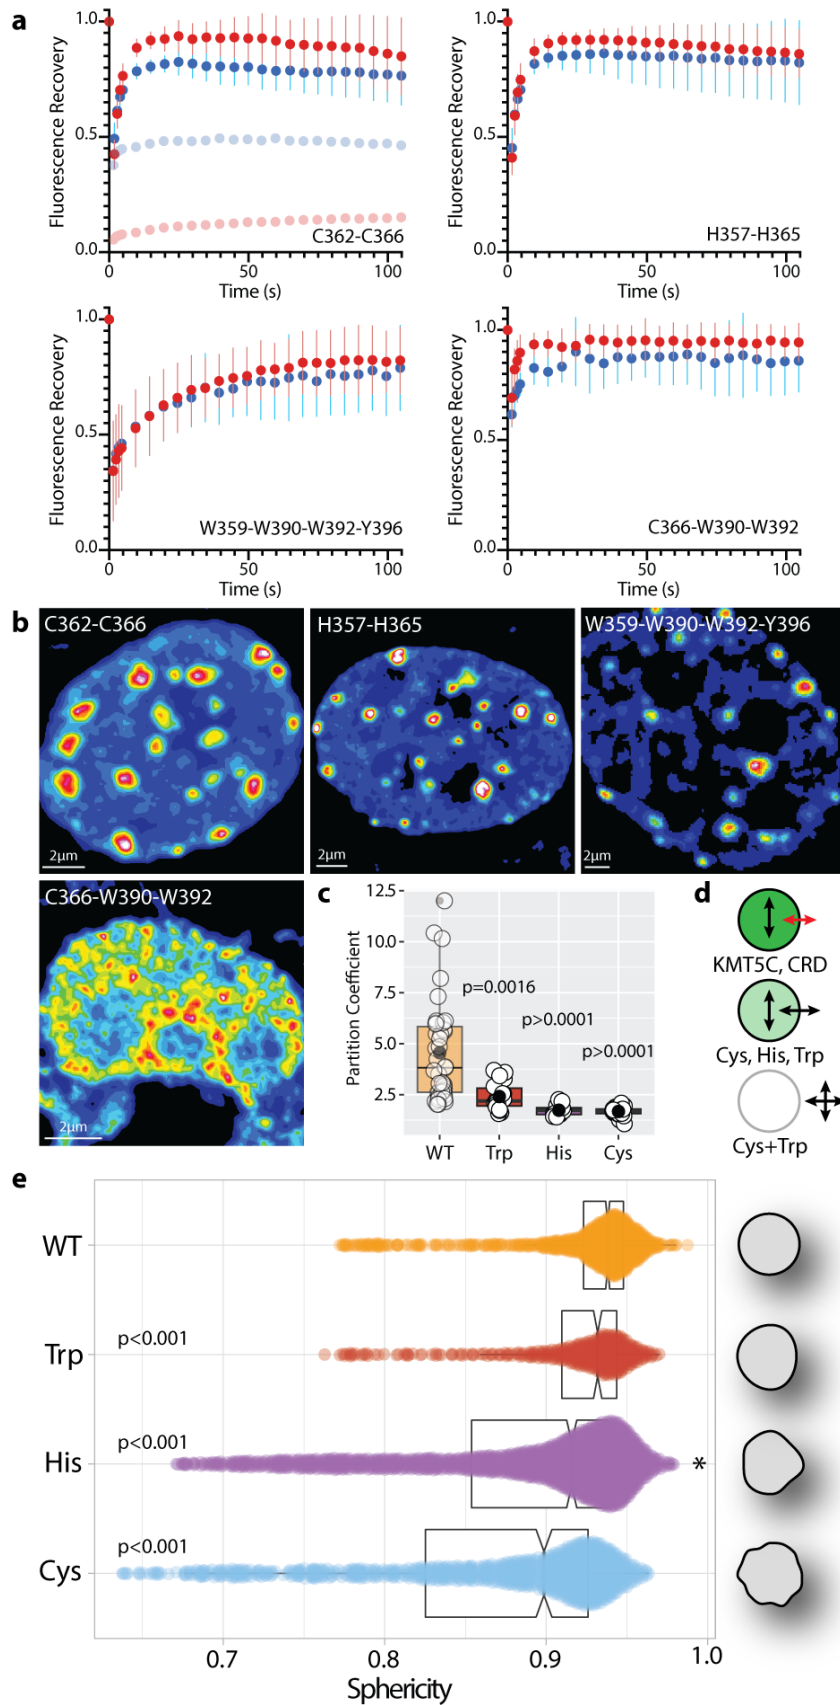 a
1.0
0.5
0.0
0
50
100
Fluorescence Recovery
Time (s)
C362-C366
1.0
0.5
0.0
0
50
100
Fluorescence Recovery
Time (s)
H357-H365
1.0
0.5
0.0
0
50
100
Fluorescence Recovery
Time (s)
W359-W390-W392-Y396
1.0
0.5
0.0
0
50
100
Fluorescence Recovery
Time (s)
C366-W390-W392
b
C362-C366
2μm
H357-H365
2μm
W359-W390-W392-Y396
2μm
C366-W390-W392
2μm
c
12.5
10.0
7.5
5.0
2.5
Partition Coefficient
p=0.0016
p>0.0001
p>0.0001
WT
Trp
His
Cys
d
KMT5C, CRD
Cys, His, Trp
Cys+Trp
e
WT
Trp
p<0.001
His
p<0.001
*
Cys
p<0.001
0.7
0.8
0.9
1.0
Sphericity